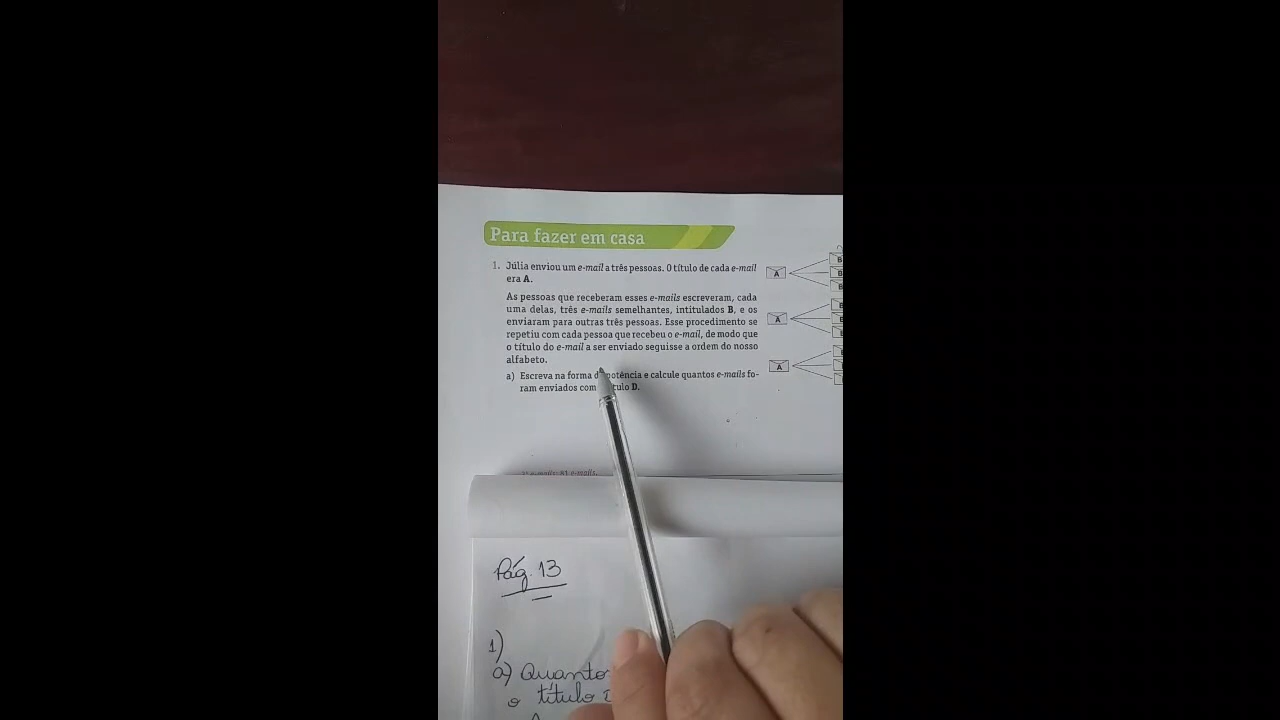 Para fazer em casa
1. Júlia enviou um e-mail a três pessoas. O título de cada e-mail
era A.
As pessoas que receberam esses e-mails escreveram, cada
uma delas, três e-mails semelhantes, intitulados B, e os
enviaram para outras três pessoas. Esse procedimento se
repetiu com cada pessoa que recebeu o e-mail, de modo que
o título do e-mail a ser enviado seguisse a ordem do nosso
alfabeto.
a) Escreva na forma potência e calcule quantos e-mails fo-
ram enviados com D.
A
B
B
B
A
B
A
e-mails; 81 e-mails.
Pág. 13
1)
a) Quanto
o título